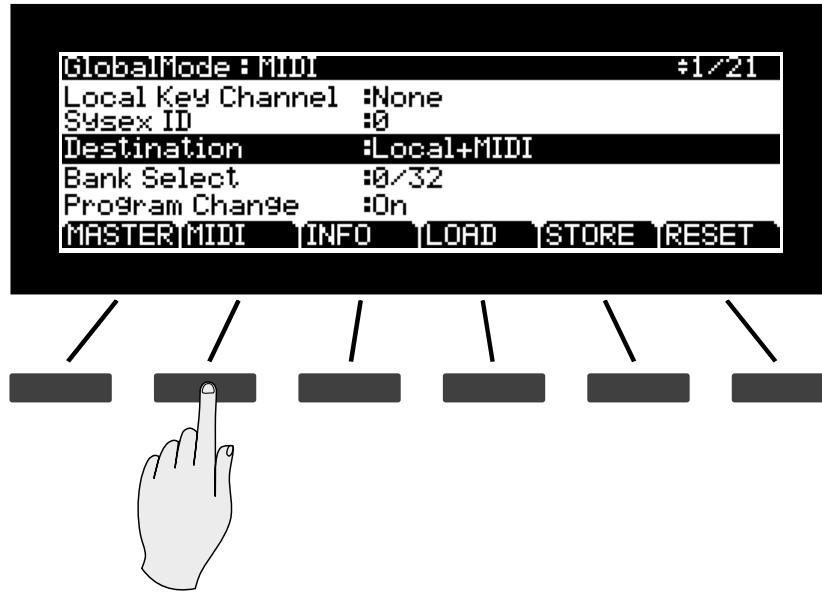 GlobalMode:MIDI ÷1/21
Local Key Channel :None
Sysex ID :0
Destination :Local+MIDI
Bank Select :0/32
Program Change :On
MASTER MIDI INFO LOAD STORE RESET